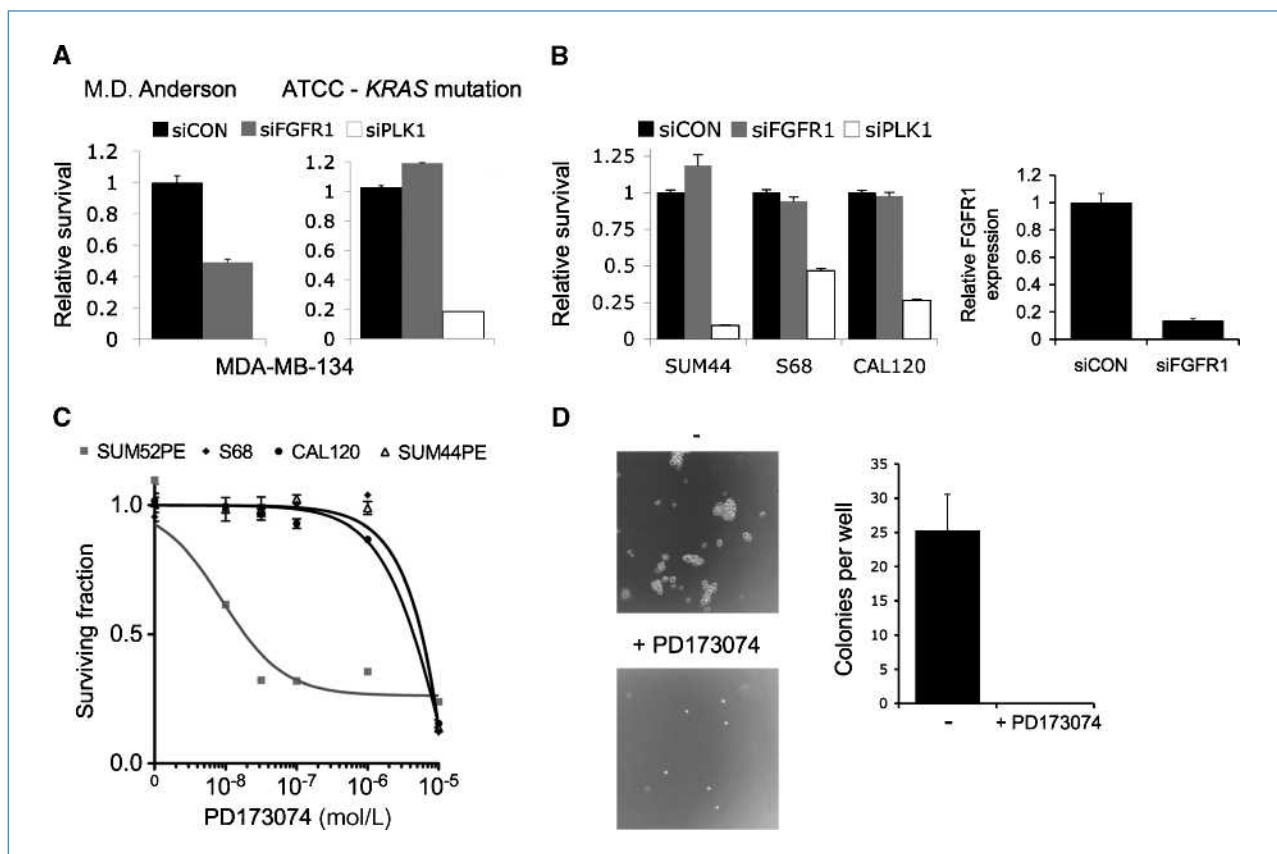 A
M.D. Anderson
ATCC - KRAS mutation
siCON siFGFR1 siPLK1
Relative survival
1.2
1
0.8
0.6
0.4
0.2
0
1.2
1
0.8
0.6
0.4
0.2
0
MDA-MB-134
B
siCON siFGFR1 siPLK1
Relative survival
1.25
1
0.75
0.5
0.25
0
SUM44 S68 CAL120
Relative FGFR1
expression
1.2
1
0.8
0.6
0.4
0.2
0
siCON siFGFR1
C
SUM52PE S68 CAL120 SUM44PE
Surviving fraction
1.0
0.5
0.0
0 10-8 10-7 10-6 10-5
PD173074 (mol/L)
D
-
+ PD173074
Colonies per well
35
30
25
20
15
10
5
0
- + PD173074